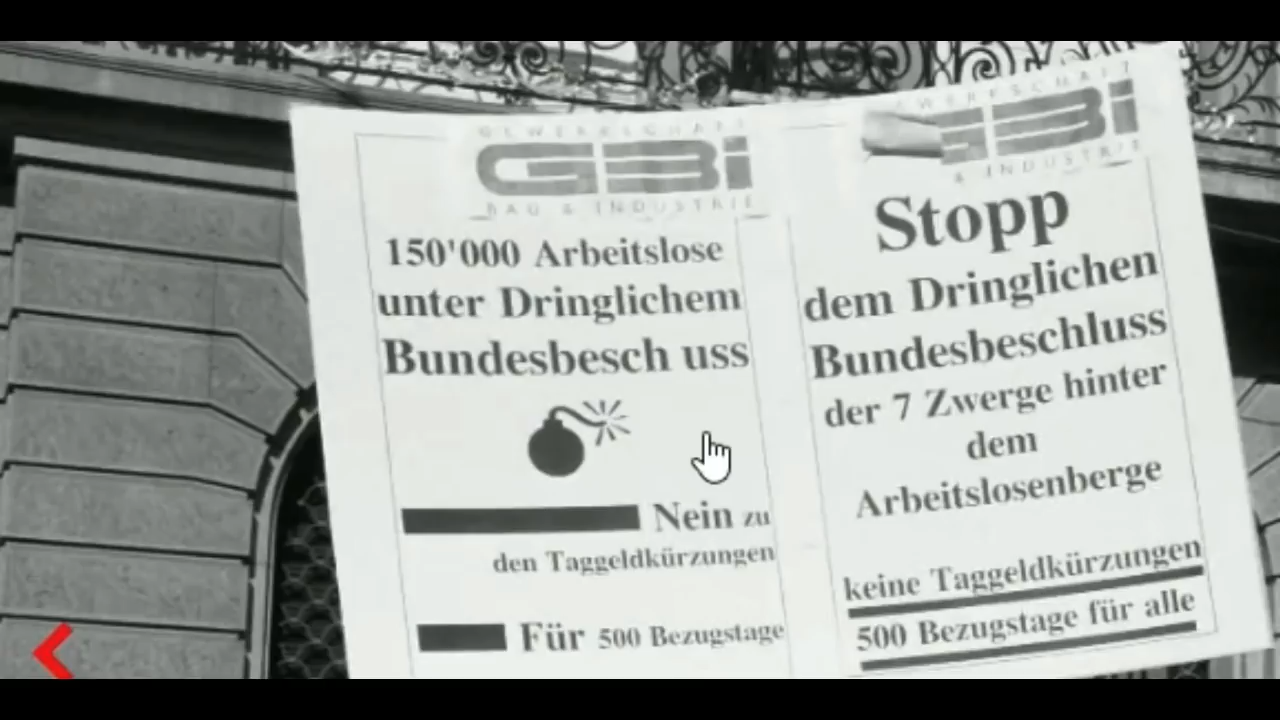 GEWERKSCHAFT
GBI
BAU & INDUSTRIE
150'000 Arbeitslose
unter Dringlichem
Bundesbesch uss
Nein zu
den Taggeldkürzungen
Für 500 Bezugstage
GEWERKSCHAFT
GBI
& INDUSTRIE
Stopp
dem Dringlichen
Bundesbeschluss
der 7 Zwerge hinter
dem
Arbeitslosenberge
keine Taggeldkürzungen
500 Bezugstage für alle